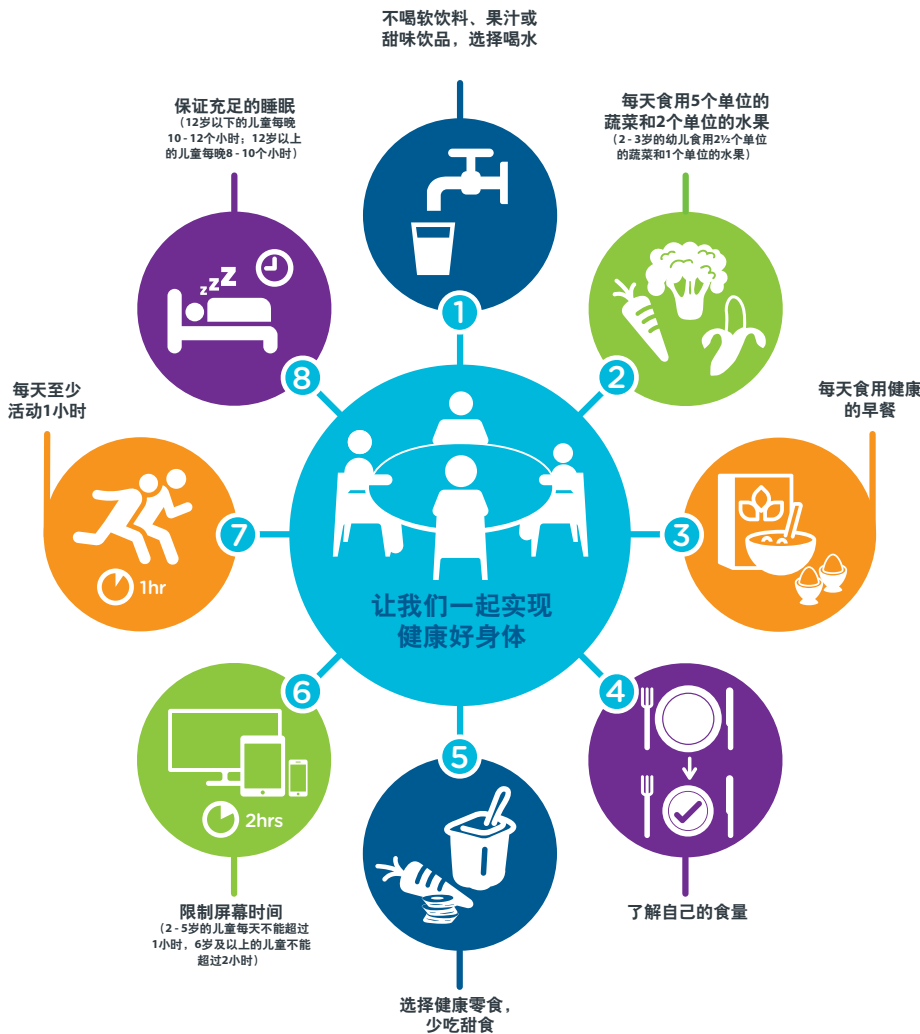 不喝软饮料、果汁或
甜味饮品，选择喝水
1
每天食用5个单位的
蔬菜和2个单位的水果
（2 - 3岁的幼儿食用2½个单位
的蔬菜和1个单位的水果）
2
每天食用健康
的早餐
3
4
了解自己的食量
5
选择健康零食，
少吃甜食
6
2hrs
限制屏幕时间
（2 - 5岁的儿童每天不能超过
1小时，6岁及以上的儿童不能
超过2小时）
每天至少
活动1小时
7
1hr
保证充足的睡眠
（12岁以下的儿童每晚
10 - 12个小时；12岁以上
的儿童每晚8 - 10个小时）
zzZ
8
让我们一起实现
健康好身体